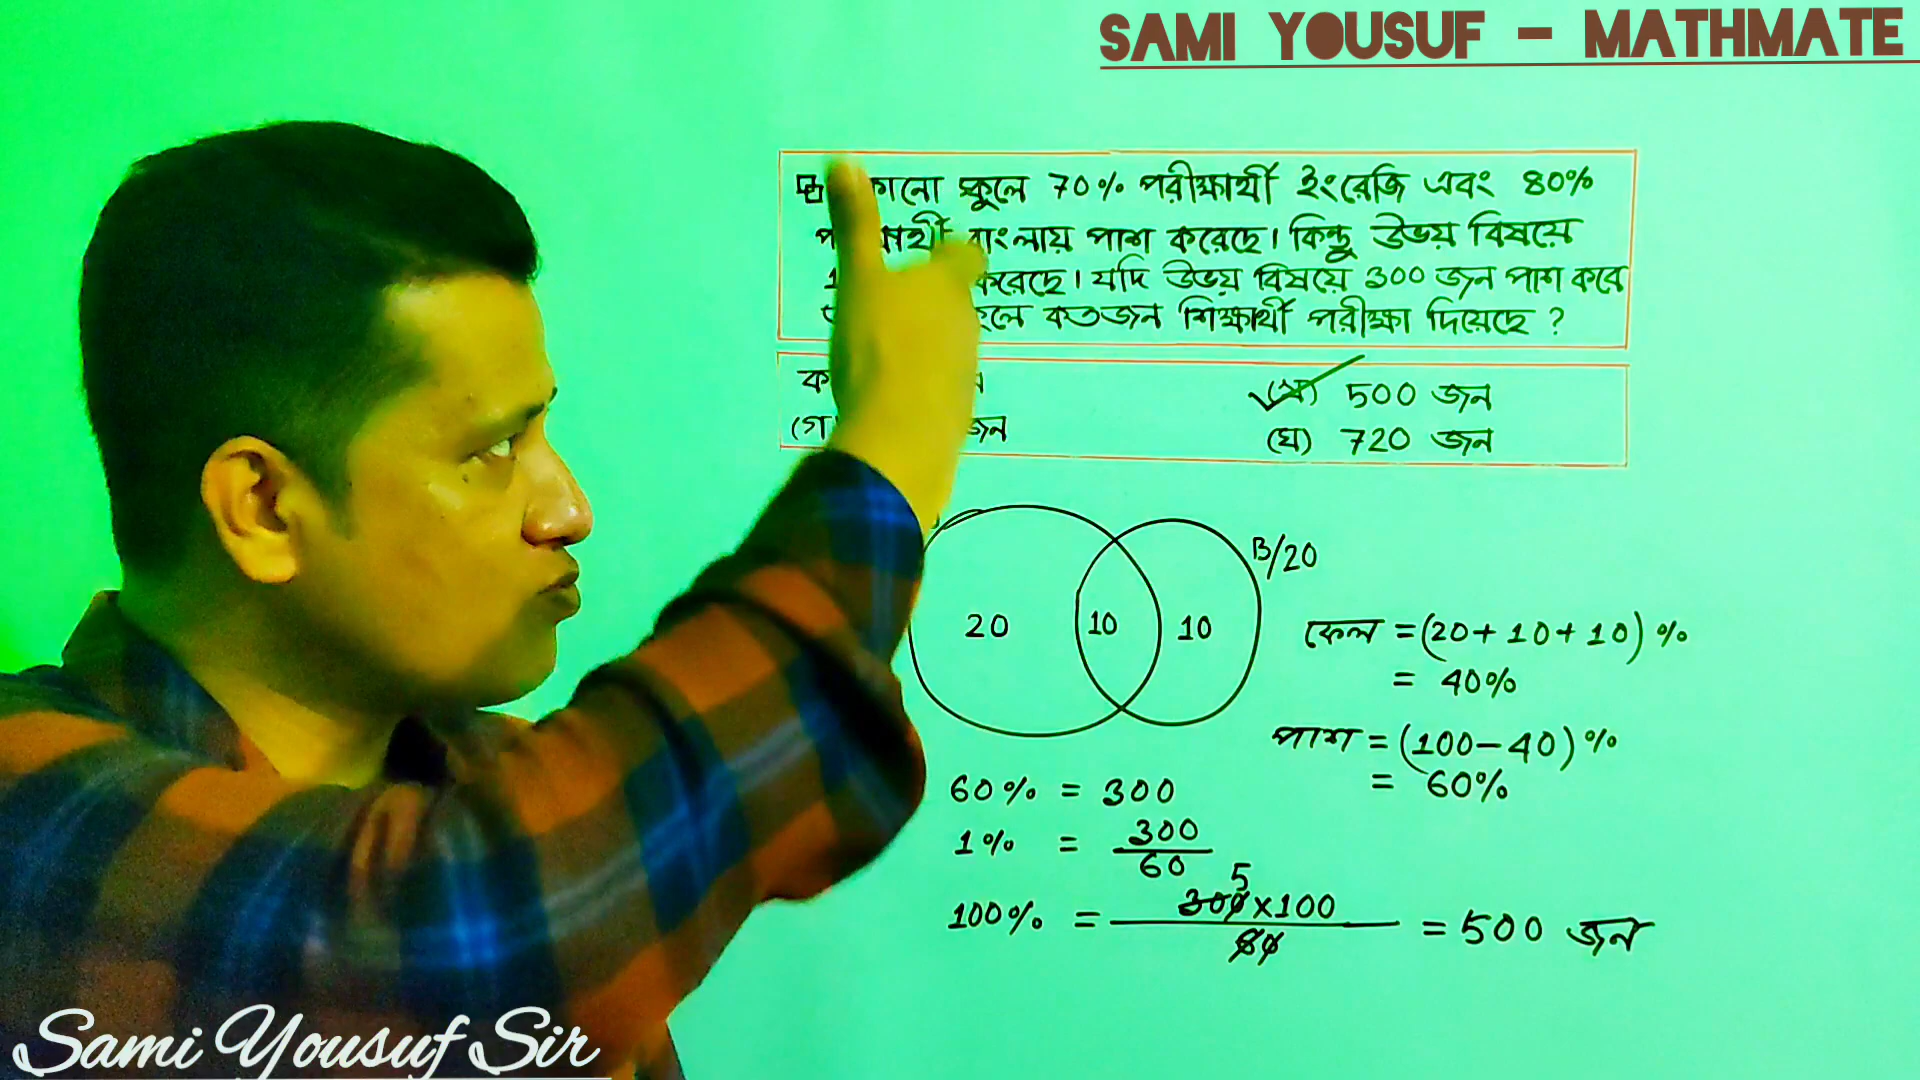 SAMI YOUSUF - MATHMATE
স্কুলে 70% পরীক্ষার্থী ইংরেজি এবং 80%
বাংলায় পাশ করেছে। কিন্তু উভয় বিষয়ে
করেছে। যদি উভয় বিষয়ে 300 জন পাশ করে
কতজন শিক্ষার্থী পরীক্ষা দিয়েছে ?
ক
(খ) 500 জন
(গ জন
(ঘ) 720 জন
B/20
20 10 10
ফেল = (20+10+10) %
= 40%
পাশ = (100-40) %
= 60%
60% = 300
1% = 300/60
5
100% = 300x100/60 = 500 জন
Sami Yousuf Sir